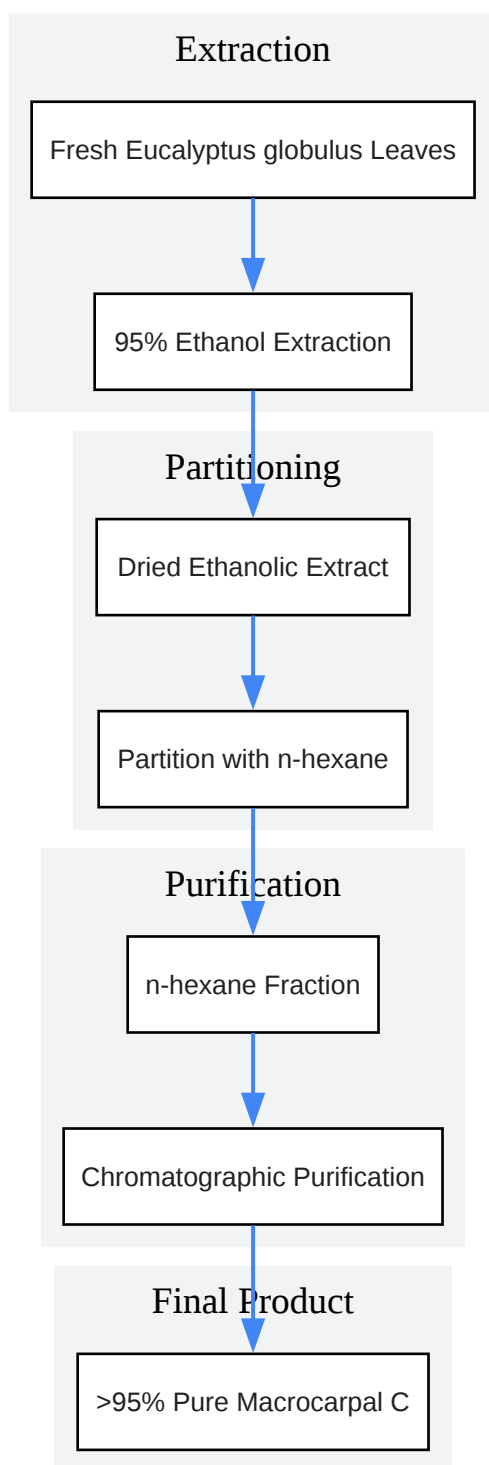 Extraction
Fresh Eucalyptus globulus Leaves
95% Ethanol Extraction
Partitioning
Dried Ethanolic Extract
Partition with n-hexane
Purification
n-hexane Fraction
Chromatographic Purification
Final Product
>95% Pure Macrocarpal C